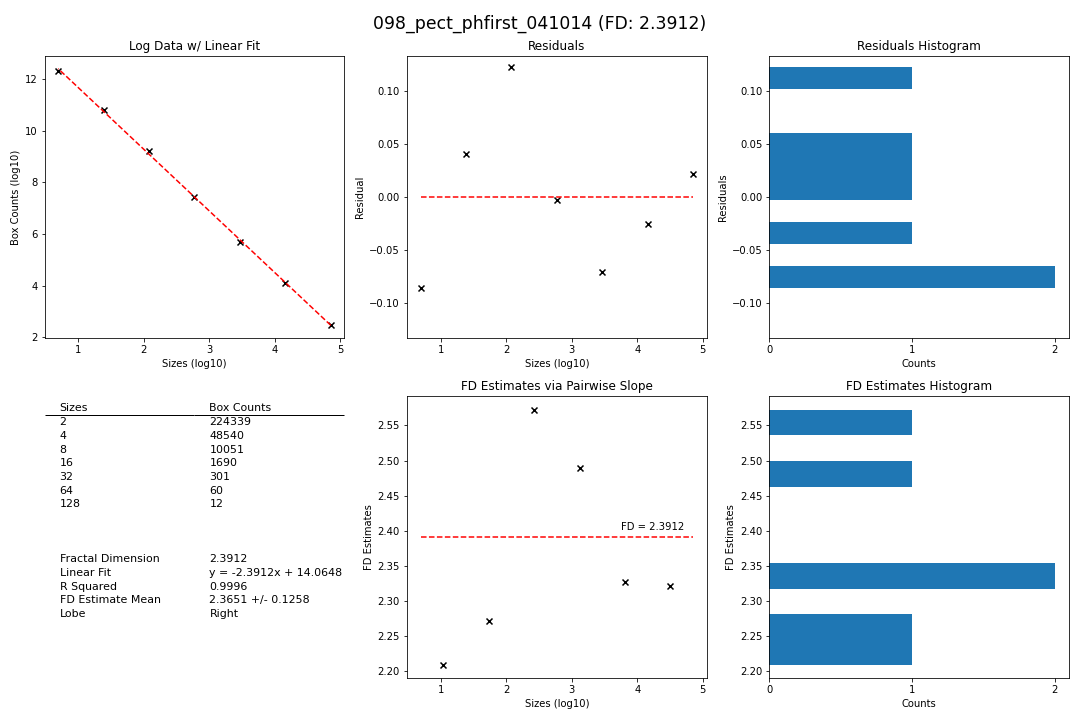 098_pect_phfirst_041014 (FD: 2.3912)
Log Data w/ Linear Fit
Box Counts (log10)
12
10
8
6
4
2
1 2 3 4 5
Sizes (log10)
Residuals
Residual
0.10
0.05
0.00
−0.05
−0.10
1 2 3 4 5
Sizes (log10)
Residuals Histogram
Residuals
0.10
0.05
0.00
−0.05
−0.10
0 1 2
Counts
Sizes Box Counts
2 224339
4 48540
8 10051
16 1690
32 301
64 60
128 12
Fractal Dimension 2.3912
Linear Fit y = -2.3912x + 14.0648
R Squared 0.9996
FD Estimate Mean 2.3651 +/- 0.1258
Lobe Right
FD Estimates via Pairwise Slope
FD Estimates
2.55
2.50
2.45
2.40
2.35
2.30
2.25
2.20
FD = 2.3912
1 2 3 4 5
Sizes (log10)
FD Estimates Histogram
FD Estimates
2.55
2.50
2.45
2.40
2.35
2.30
2.25
2.20
0 1 2
Counts